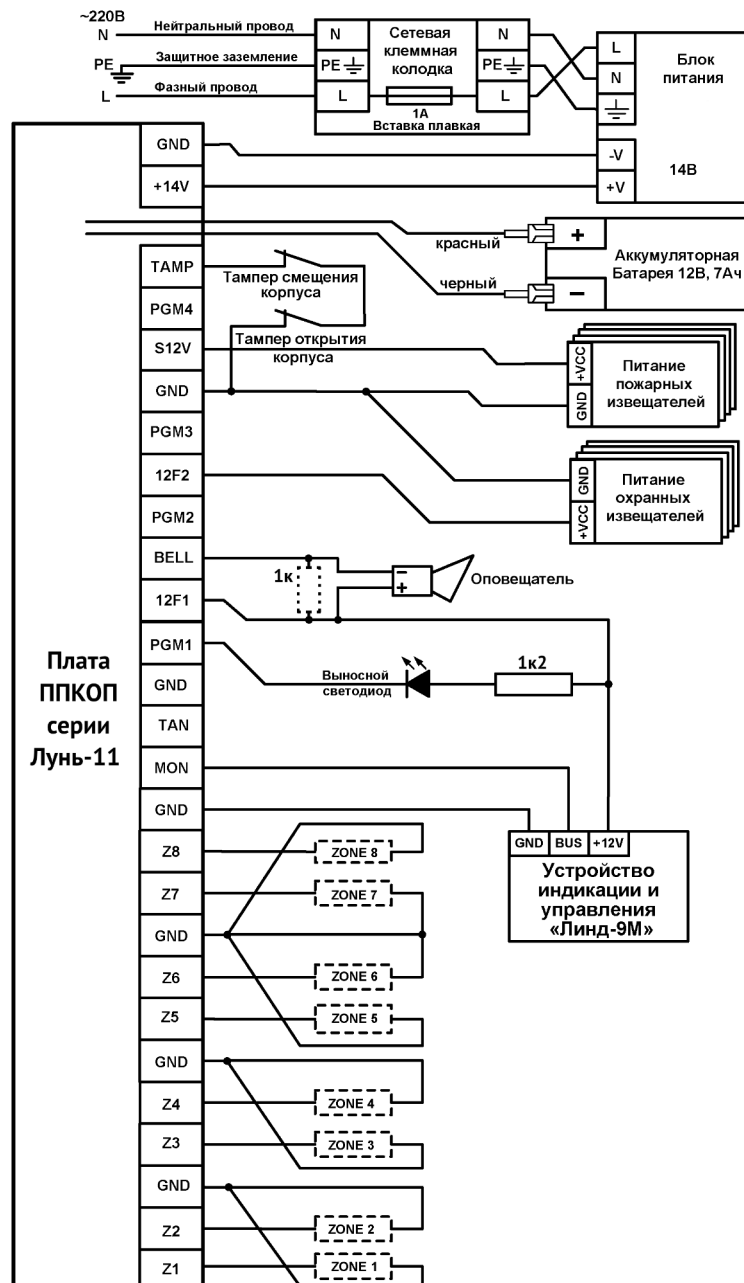 ~220В
N
Нейтральный провод
PE
Защитное заземление
L
Фазный провод
N
PE
L
Сетевая
клеммная
колодка
1А
Вставка плавкая
N
PE
L
L
N
Блок
питания
-V
+V
14В
GND
+14V
красный
черный
+
−
Аккумуляторная
Батарея 12В, 7Ач
TAMP
Тампер смещения
корпуса
PGM4
Тампер открытия
корпуса
S12V
GND
PGM3
12F2
PGM2
BELL
12F1
PGM1
GND
TAN
MON
GND
Z8
Z7
GND
Z6
Z5
GND
Z4
Z3
GND
Z2
Z1
+VCC
GND
Питание
пожарных
извещателей
GND
+VCC
Питание
охранных
извещателей
1к
−
+
Оповещатель
Выносной
светодиод
1к2
Плата
ППКОП
серии
Лунь-11
GND
BUS
+12V
Устройство
индикации и
управления
«Линд-9М»
ZONE 8
ZONE 7
ZONE 6
ZONE 5
ZONE 4
ZONE 3
ZONE 2
ZONE 1